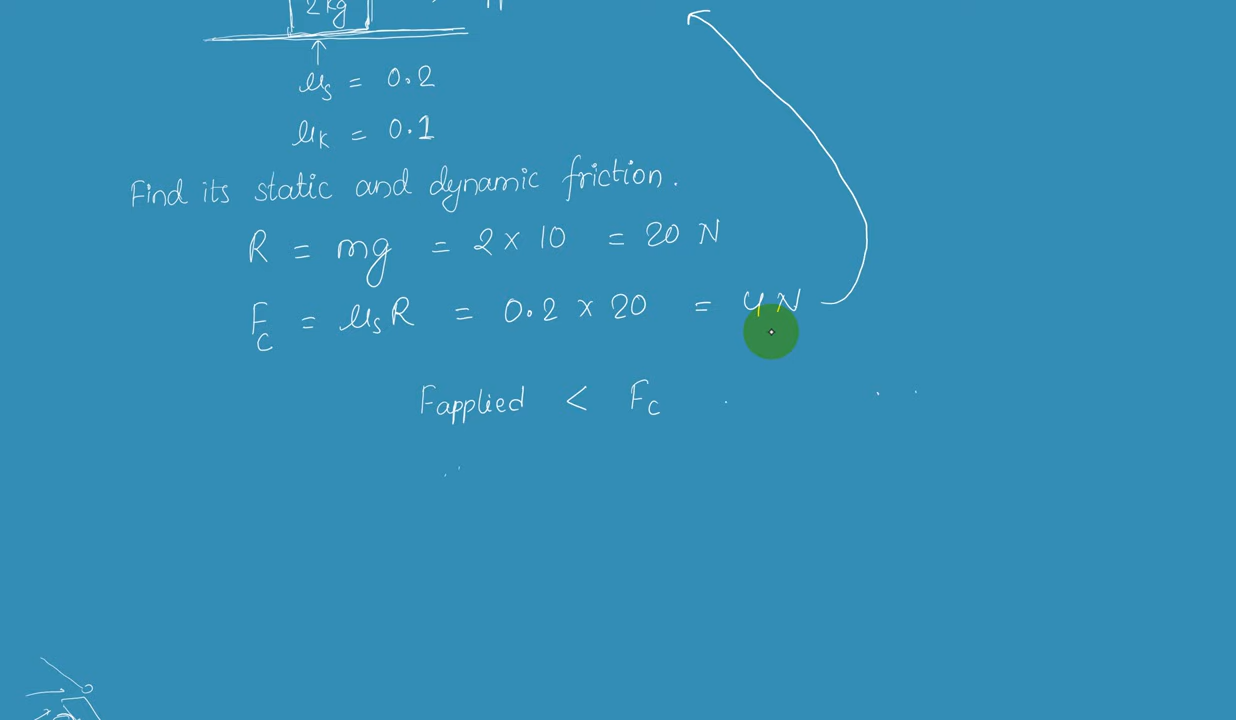 2 kg
μs = 0.2
μk = 0.1
Find its static and dynamic friction.
R = mg = 2 × 10 = 20 N
Fc = μsR = 0.2 × 20 = 4N
Fapplied < Fc